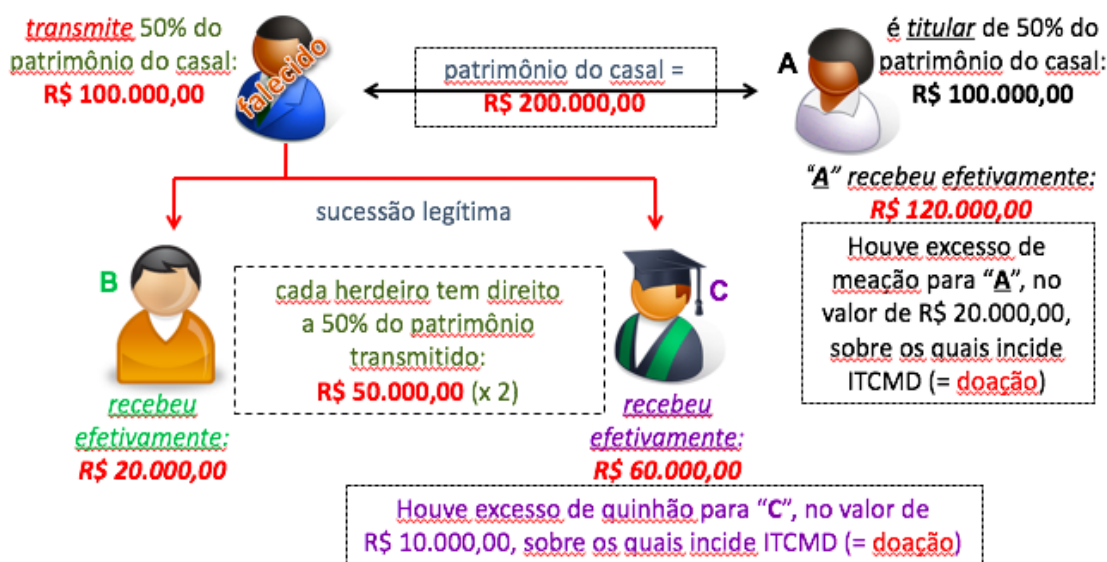 transmite 50% do
patrimônio do casal:
R$ 100.000,00
falecido
patrimônio do casal =
R$ 200.000,00
A
é titular de 50% do
patrimônio do casal:
R$ 100.000,00
"A" recebeu efetivamente:
R$ 120.000,00
Houve excesso de
meação para "A", no
valor de R$ 20.000,00,
sobre os quais incide
ITCMD (= doação)
sucessão legítima
B
cada herdeiro tem direito
a 50% do patrimônio
transmitido:
R$ 50.000,00 (x 2)
C
recebeu
efetivamente:
R$ 20.000,00
recebeu
efetivamente:
R$ 60.000,00
Houve excesso de quinhão para "C", no valor de
R$ 10.000,00, sobre os quais incide ITCMD (= doação)